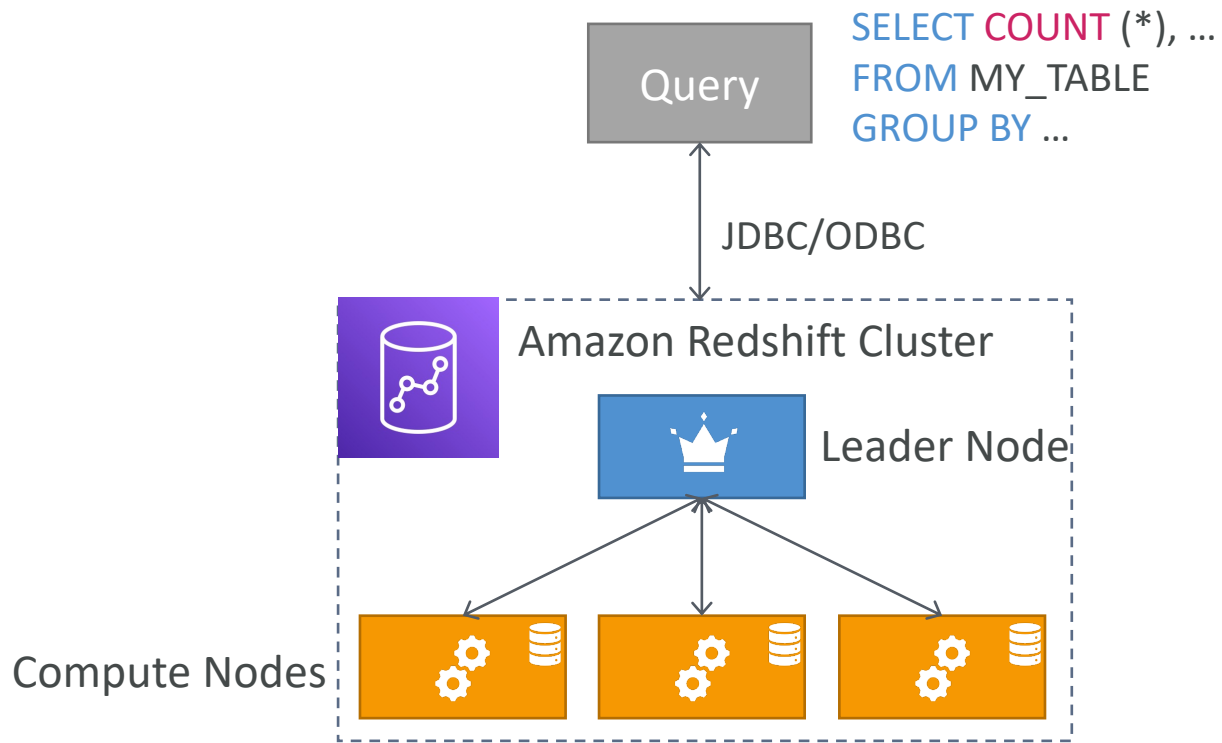 SELECT COUNT (*), …
FROM MY_TABLE
GROUP BY …
Query
JDBC/ODBC
Amazon Redshift Cluster
Leader Node
Compute Nodes